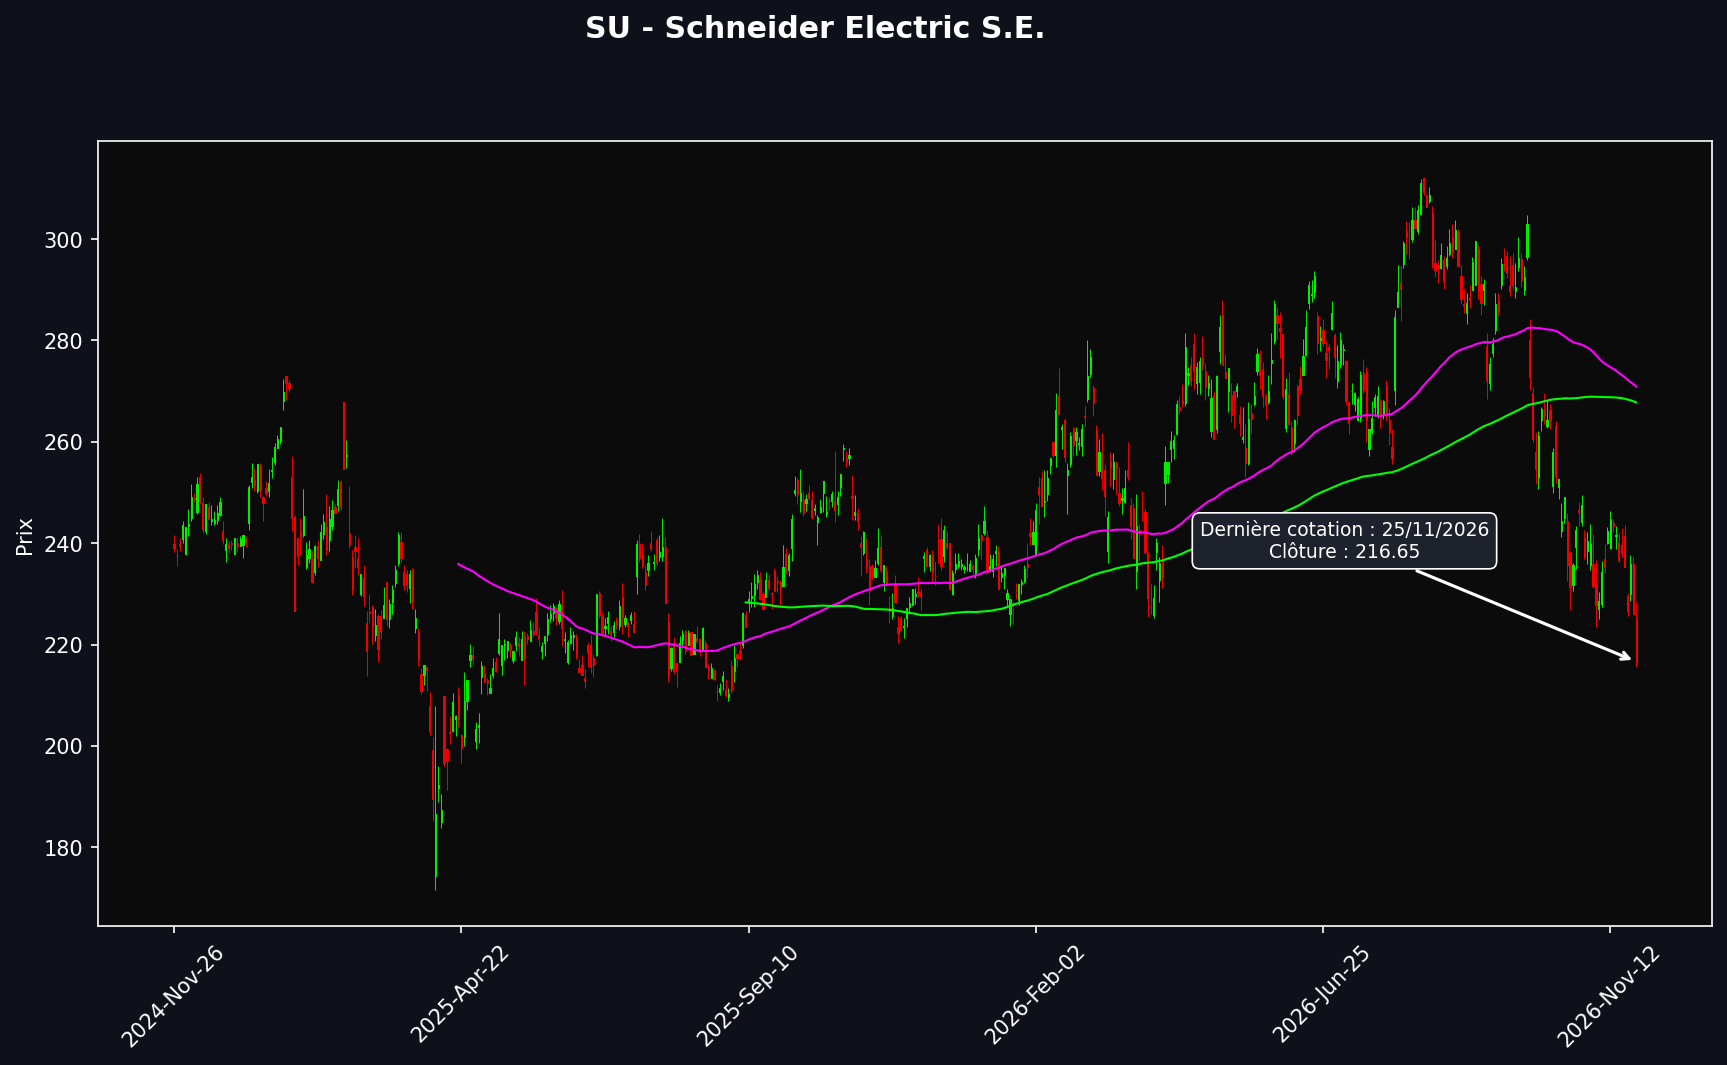 SU - Schneider Electric S.E.
Prix
300
280
260
240
220
200
180
Dernière cotation : 25/11/2026
Clôture : 216.65
2024-Nov-26
2025-Apr-22
2025-Sep-10
2026-Feb-02
2026-Jun-25
2026-Nov-12